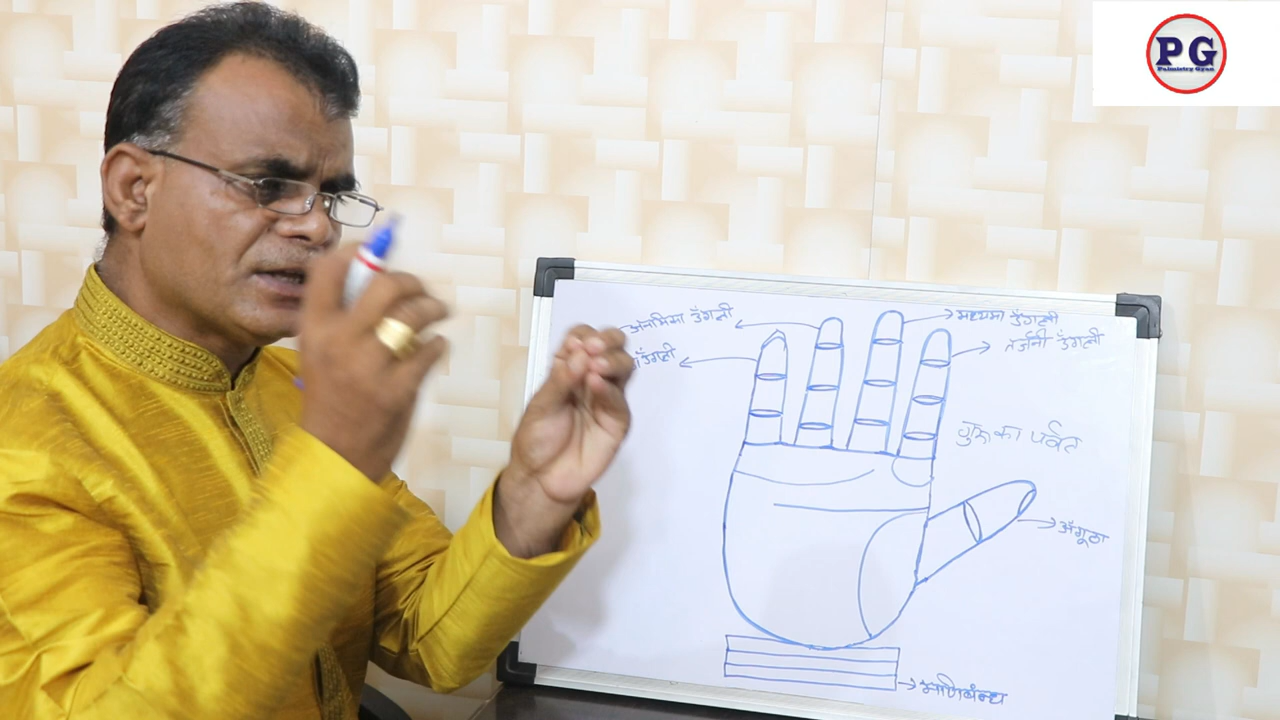 PG
Palmistry Gyan
अनामिका उँगली
मध्यमा उँगली
तर्जनी उँगली
उँगली
गुरू का पर्वत
अँगूठा
मणिबंन्ध